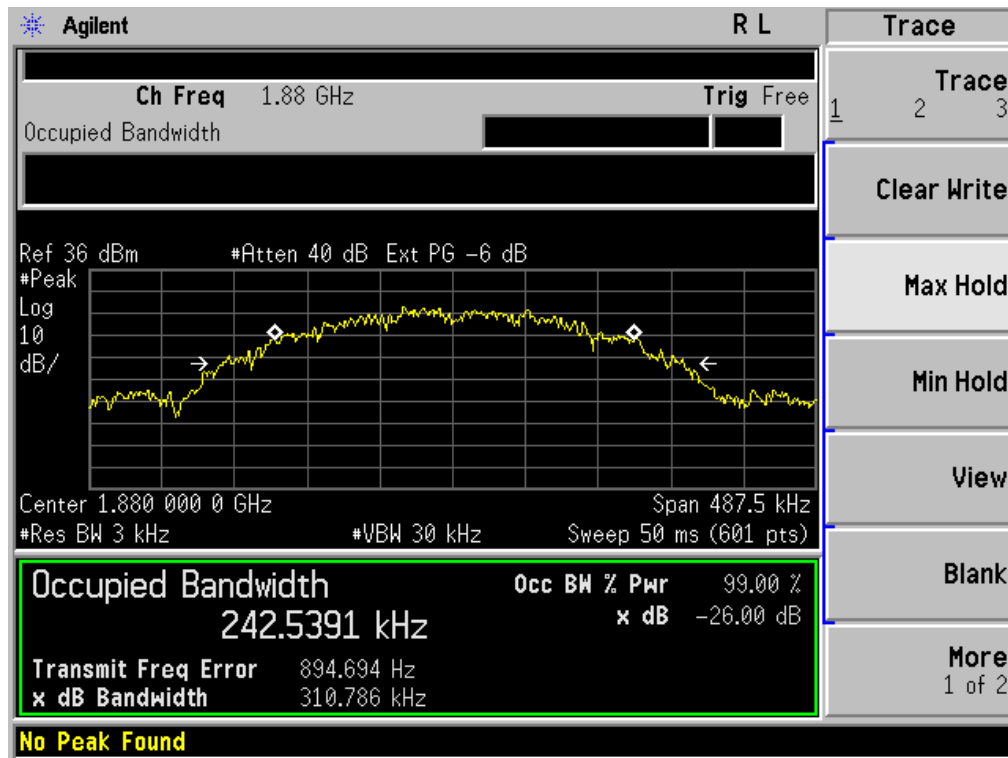 Agilent
R L
Trace
Ch Freq 1.88 GHz
Trig Free
Occupied Bandwidth
Ref 36 dBm #Atten 40 dB Ext PG -6 dB
#Peak
Log
10
dB/
Center 1.880 000 0 GHz Span 487.5 kHz
#Res BW 3 kHz #VBW 30 kHz Sweep 50 ms (601 pts)
Occupied Bandwidth
242.5391 kHz
Occ BW % Pwr 99.00 %
x dB -26.00 dB
Transmit Freq Error 894.694 Hz
x dB Bandwidth 310.786 kHz
No Peak Found
Trace
1 2 3
Clear Write
Max Hold
Min Hold
View
Blank
More
1 of 2